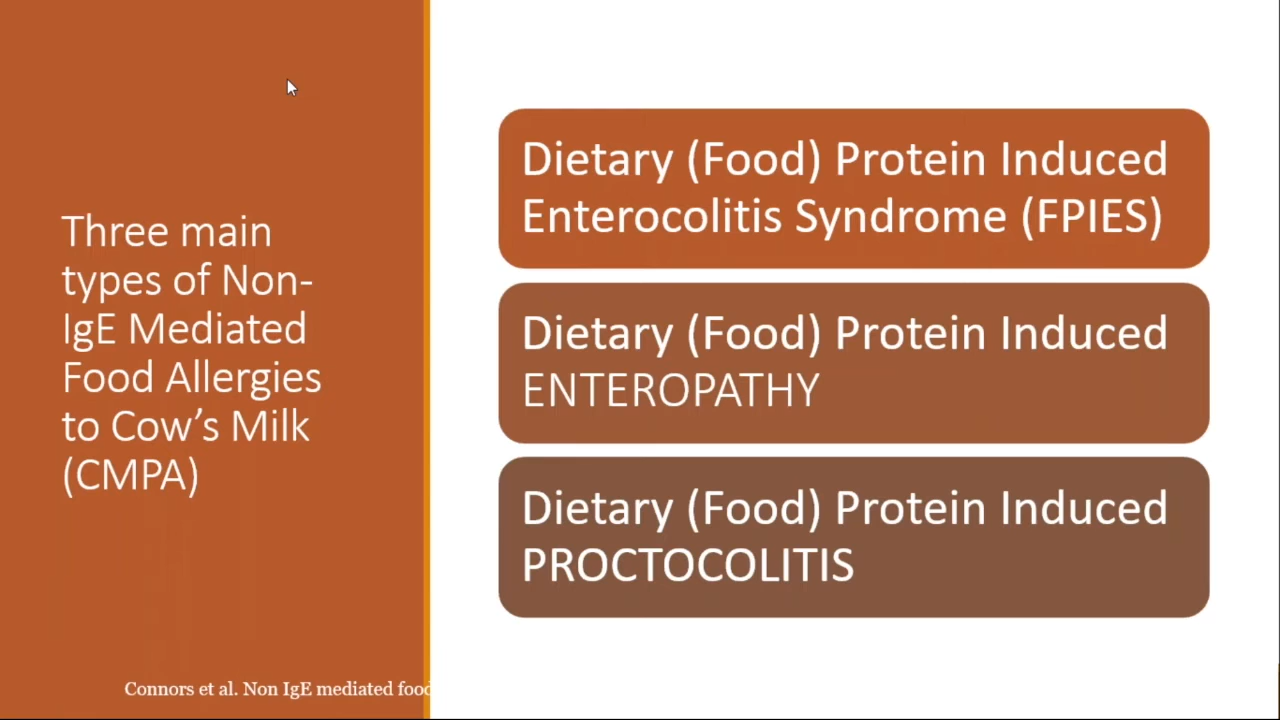 Three main
types of Non-
IgE Mediated
Food Allergies
to Cow’s Milk
(CMPA)
Dietary (Food) Protein Induced
Enterocolitis Syndrome (FPIES)
Dietary (Food) Protein Induced
ENTEROPATHY
Dietary (Food) Protein Induced
PROCTOCOLITIS
Connors et al. Non IgE mediated food